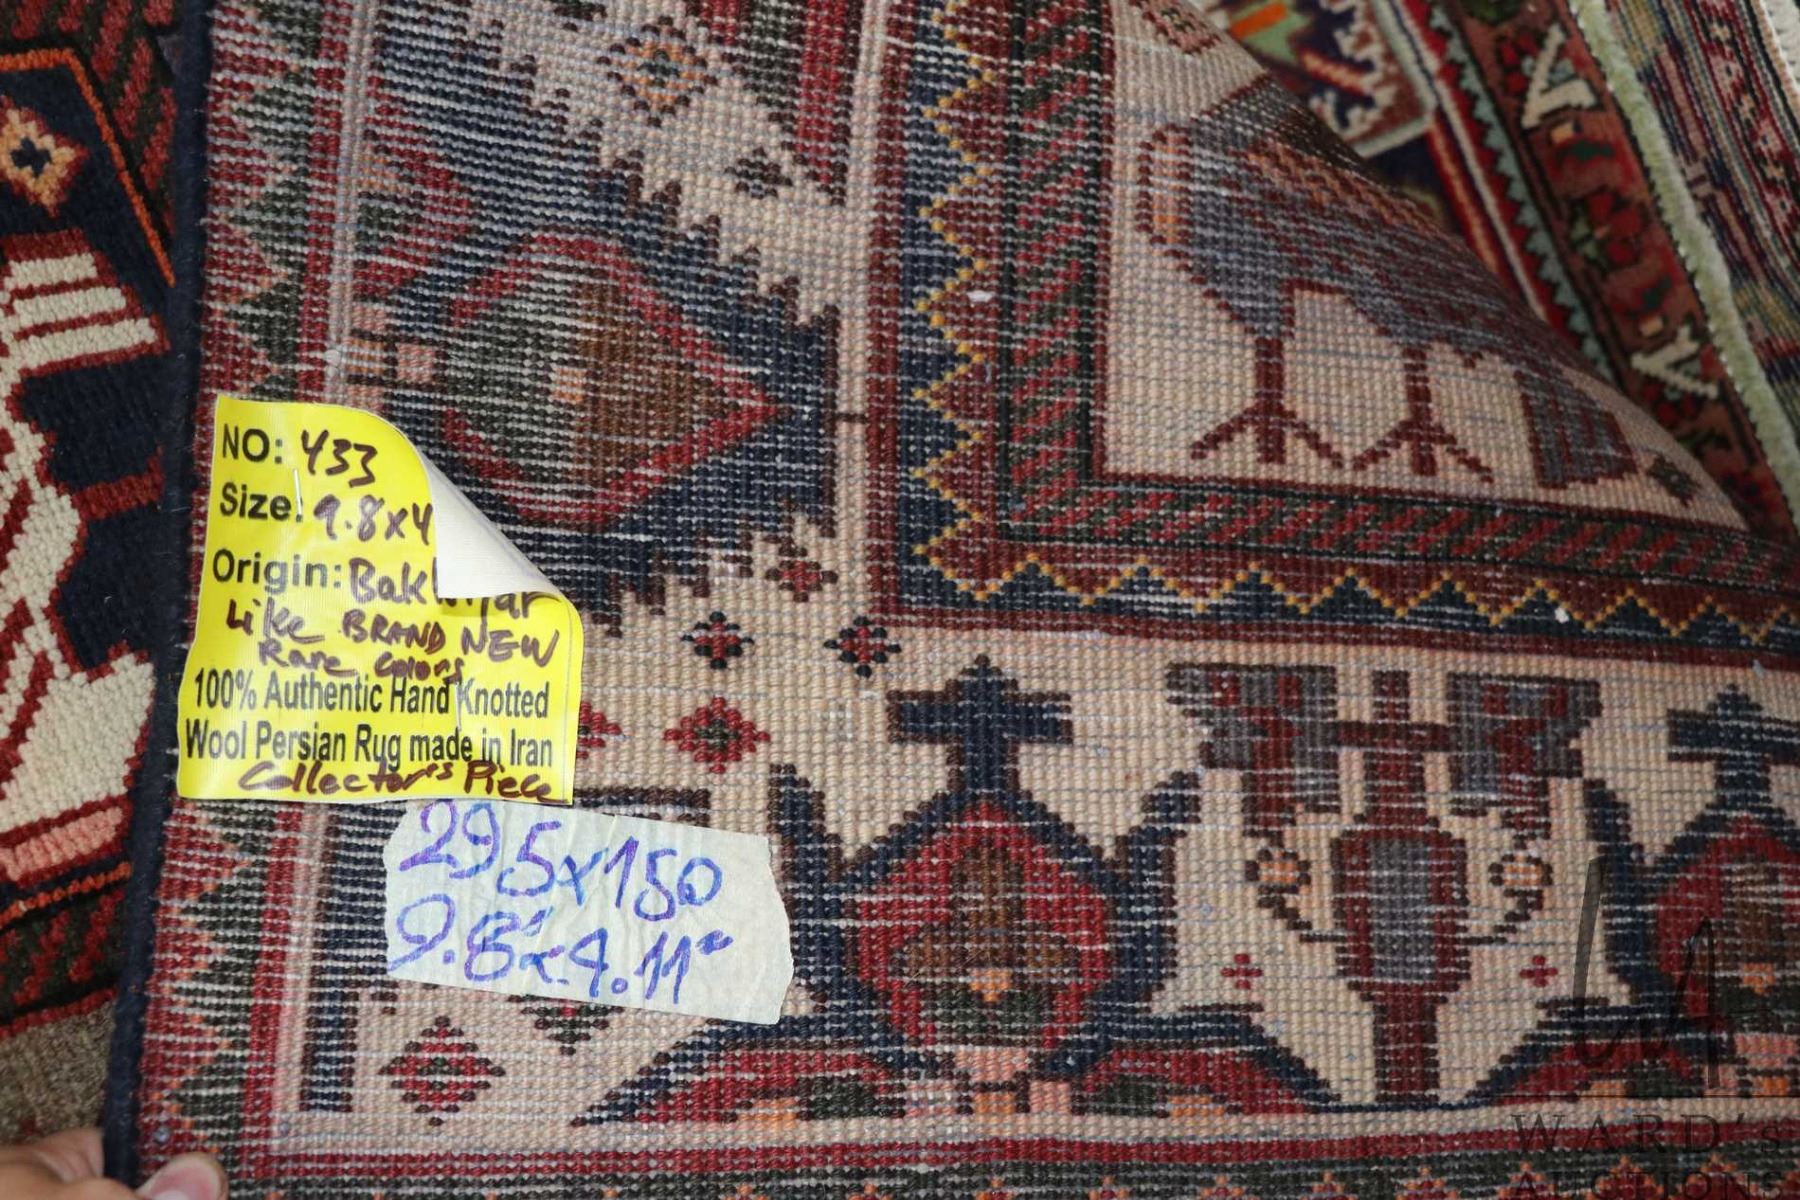 NO: 433
Size: 9.8x4
Origin: Bak
Like BRAND NEW
Rare Colors
100% Authentic Hand Knotted
Wool Persian Rug made in Iran
Collector's Piece
295x150
9.8'x4.11"
WARD's
AUCTIONS